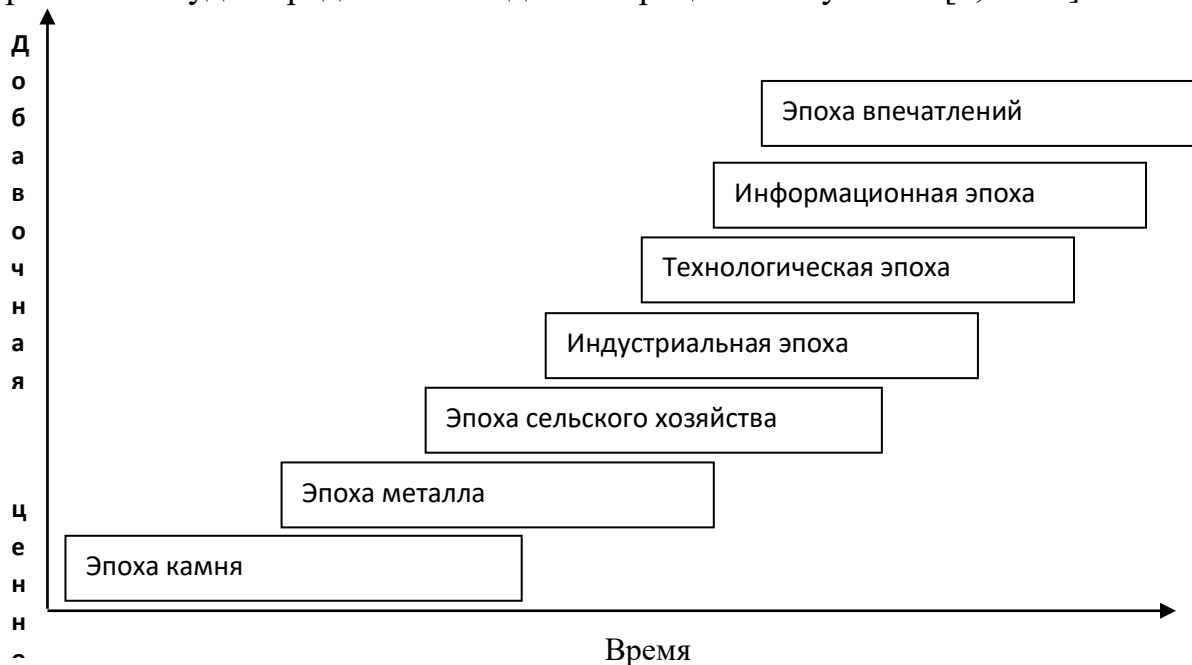 Добавочная ценн
Эпоха впечатлений
Информационная эпоха
Технологическая эпоха
Индустриальная эпоха
Эпоха сельского хозяйства
Эпоха металла
Эпоха камня
Время